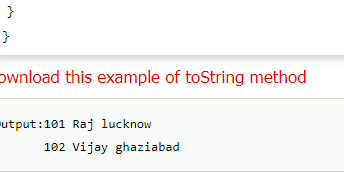 }
}
ownload this example of toString method
utput:101 Raj lucknow
102 Vijay ghaziabad